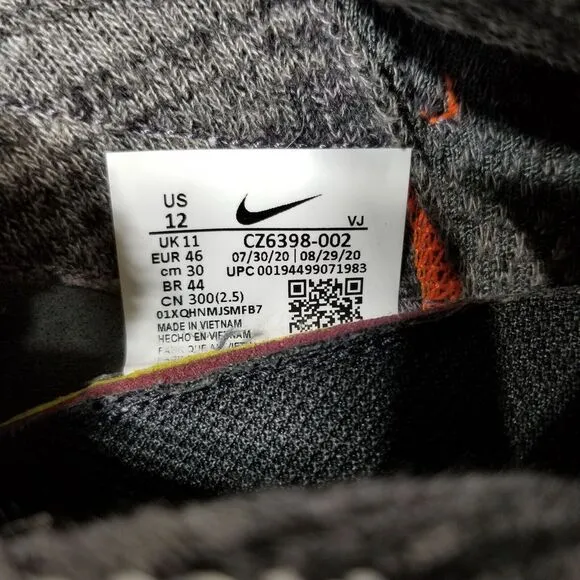 US
12
VJ
UK 11
CZ6398-002
EUR 46
07/30/20 | 08/29/20
cm 30
UPC 00194499071983
BR 44
CN 300(2.5)
01XQHNMJSMFB7
MADE IN VIETNAM
HECHO EN VIETNAM